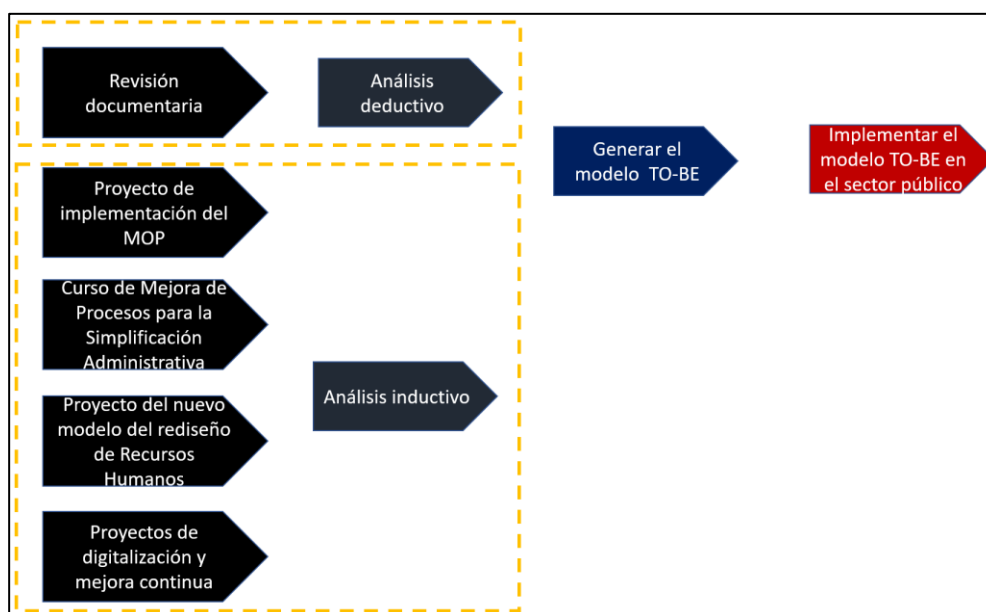 Revisión
documentaria
Análisis
deductivo
Generar el
modelo TO-BE
Implementar el
modelo TO-BE en
el sector público
Proyecto de
implementación del
MOP
Curso de Mejora de
Procesos para la
Simplificación
Administrativa
Análisis inductivo
Proyecto del nuevo
modelo del rediseño
de Recursos
Humanos
Proyectos de
digitalización y
mejora continua